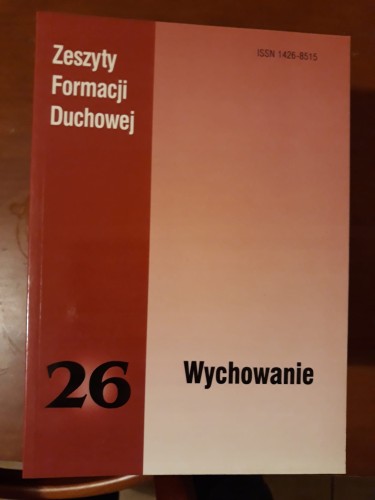 Zeszyty
Formacji
Duchowej
ISSN 1426-8515
26
Wychowanie